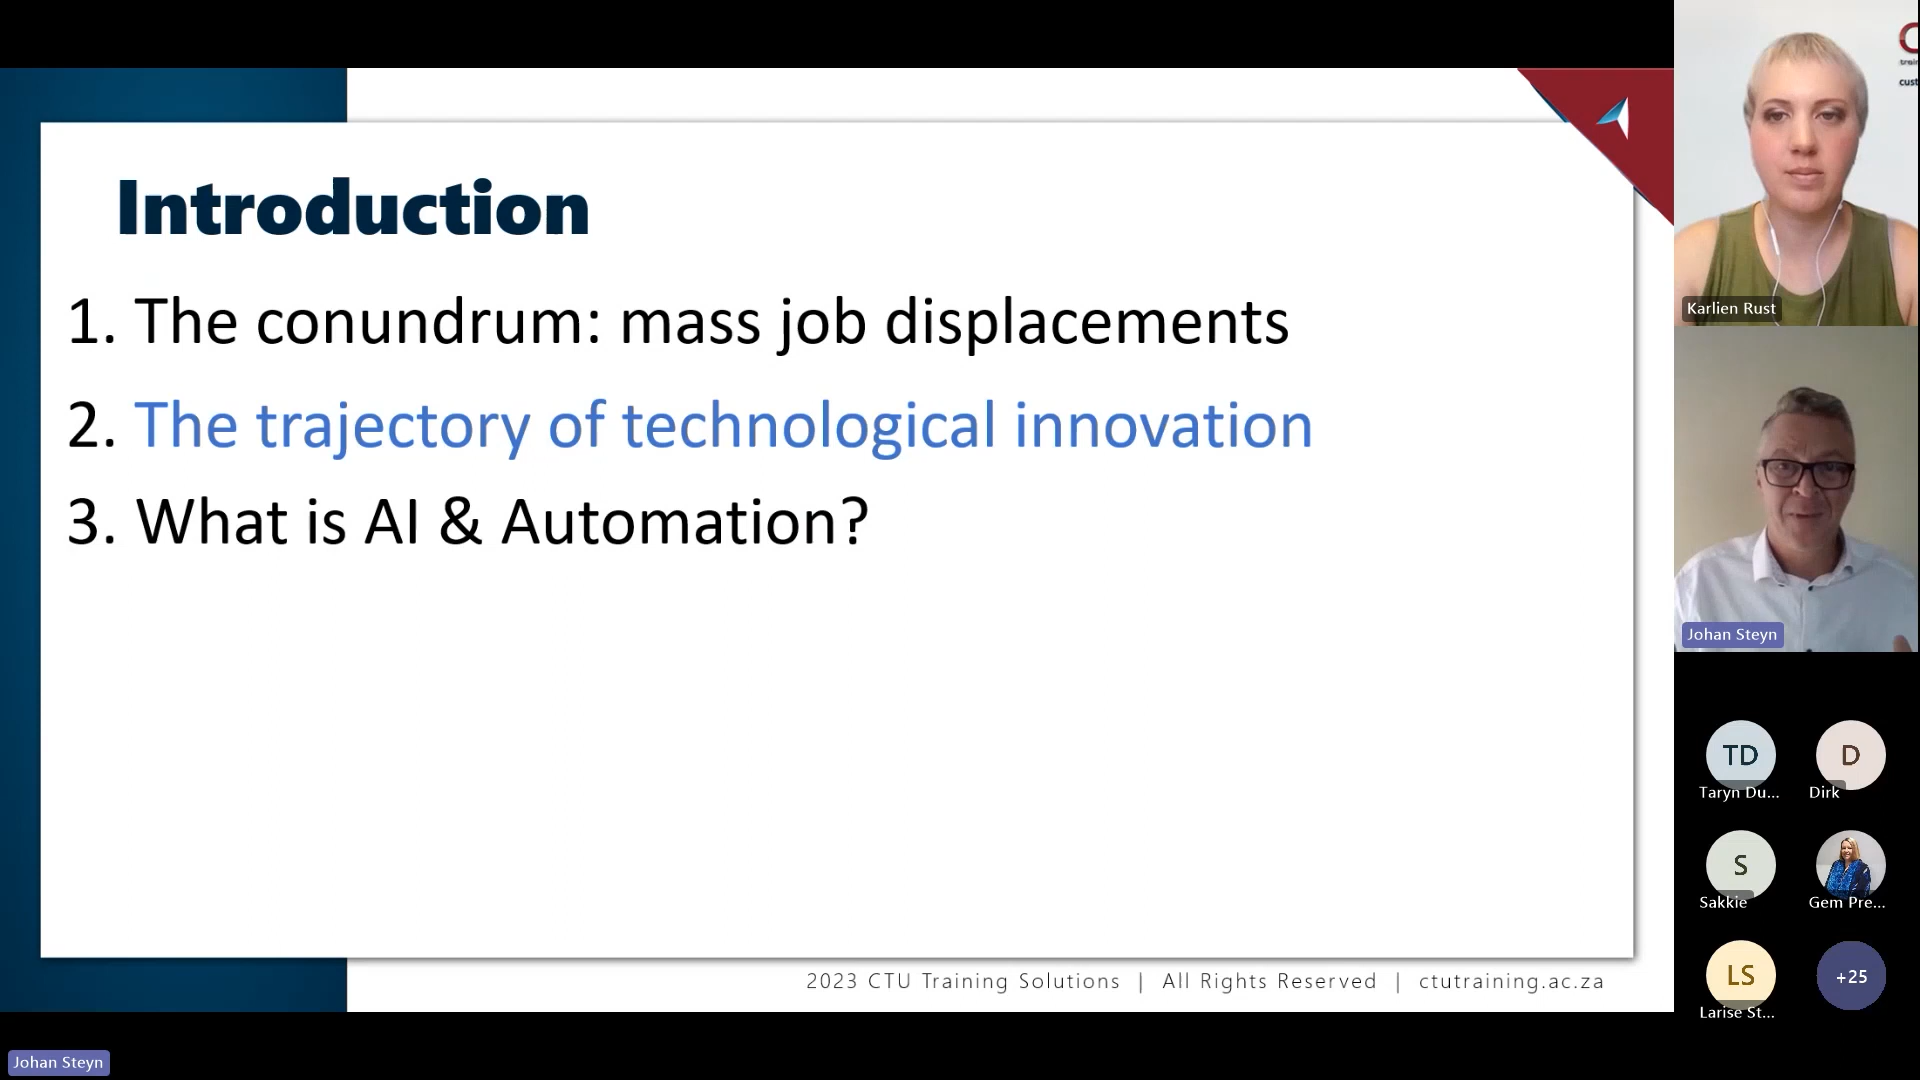 Introduction
1. The conundrum: mass job displacements
2. The trajectory of technological innovation
3. What is AI & Automation?
2023 CTU Training Solutions | All Rights Reserved | ctutraining.ac.za
Johan Steyn
cust
Karlien Rust
Johan Steyn
TD
Taryn Du...
D
Dirk
S
Sakkie
Gem Pre...
LS
Larise St...
+25